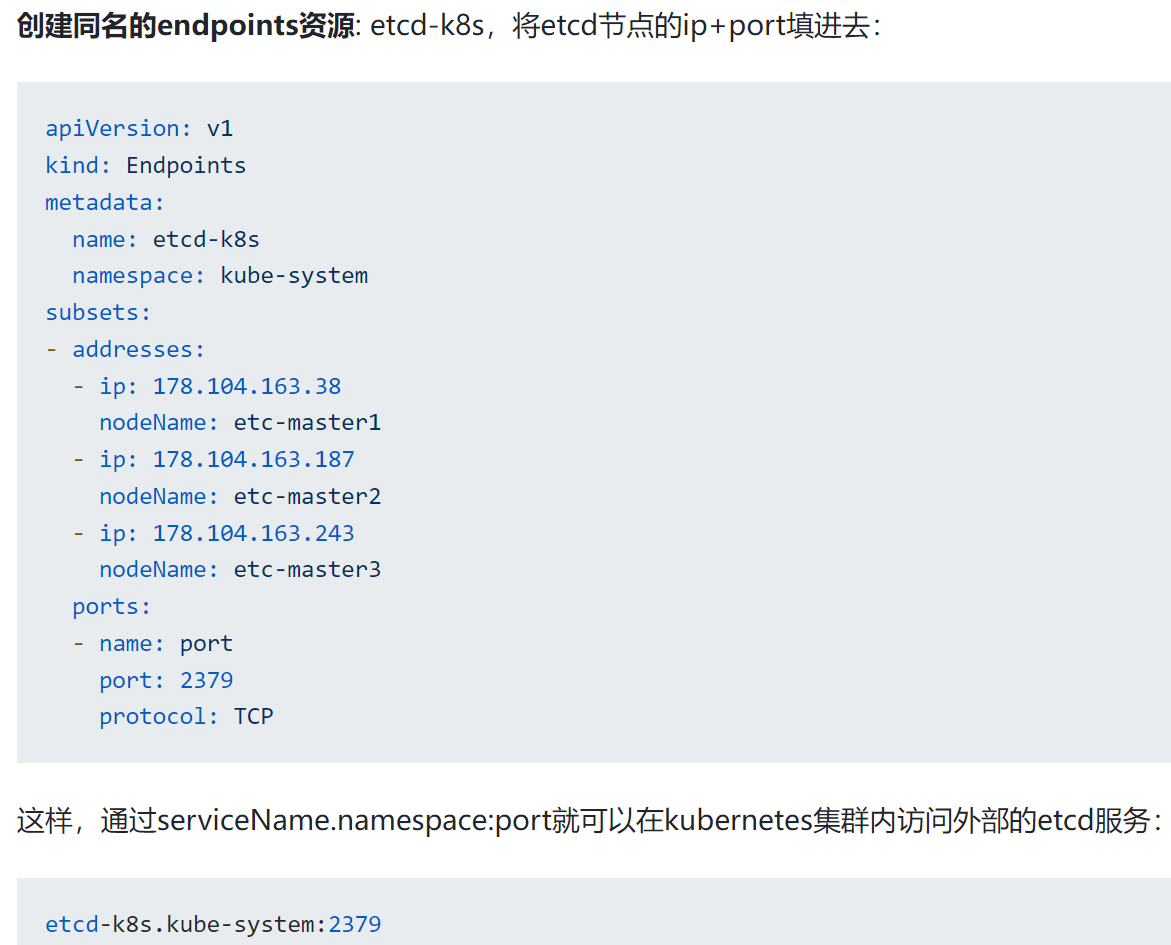 创建同名的endpoints资源: etcd-k8s，将etcd节点的ip+port填进去：
apiVersion: v1
kind: Endpoints
metadata:
  name: etcd-k8s
  namespace: kube-system
subsets:
- addresses:
  - ip: 178.104.163.38
    nodeName: etc-master1
  - ip: 178.104.163.187
    nodeName: etc-master2
  - ip: 178.104.163.243
    nodeName: etc-master3
  ports:
  - name: port
    port: 2379
    protocol: TCP
这样，通过serviceName.namespace:port就可以在kubernetes集群内访问外部的etcd服务：
etcd-k8s.kube-system:2379